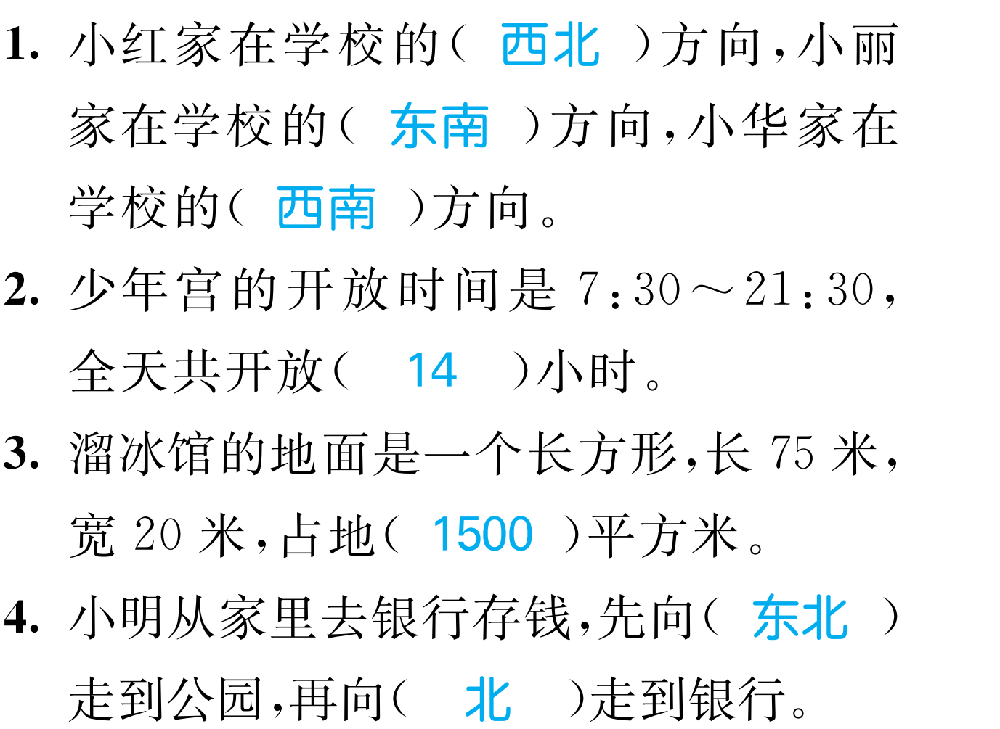 1. 小红家在学校的( 西北 )方向,小丽
家在学校的( 东南 )方向,小华家在
学校的( 西南 )方向。
2. 少年宫的开放时间是 7:30~21:30,
全天共开放( 14 )小时。
3. 溜冰馆的地面是一个长方形,长 75 米,
宽 20 米,占地( 1500 )平方米。
4. 小明从家里去银行存钱,先向( 东北 )
走到公园,再向( 北 )走到银行。